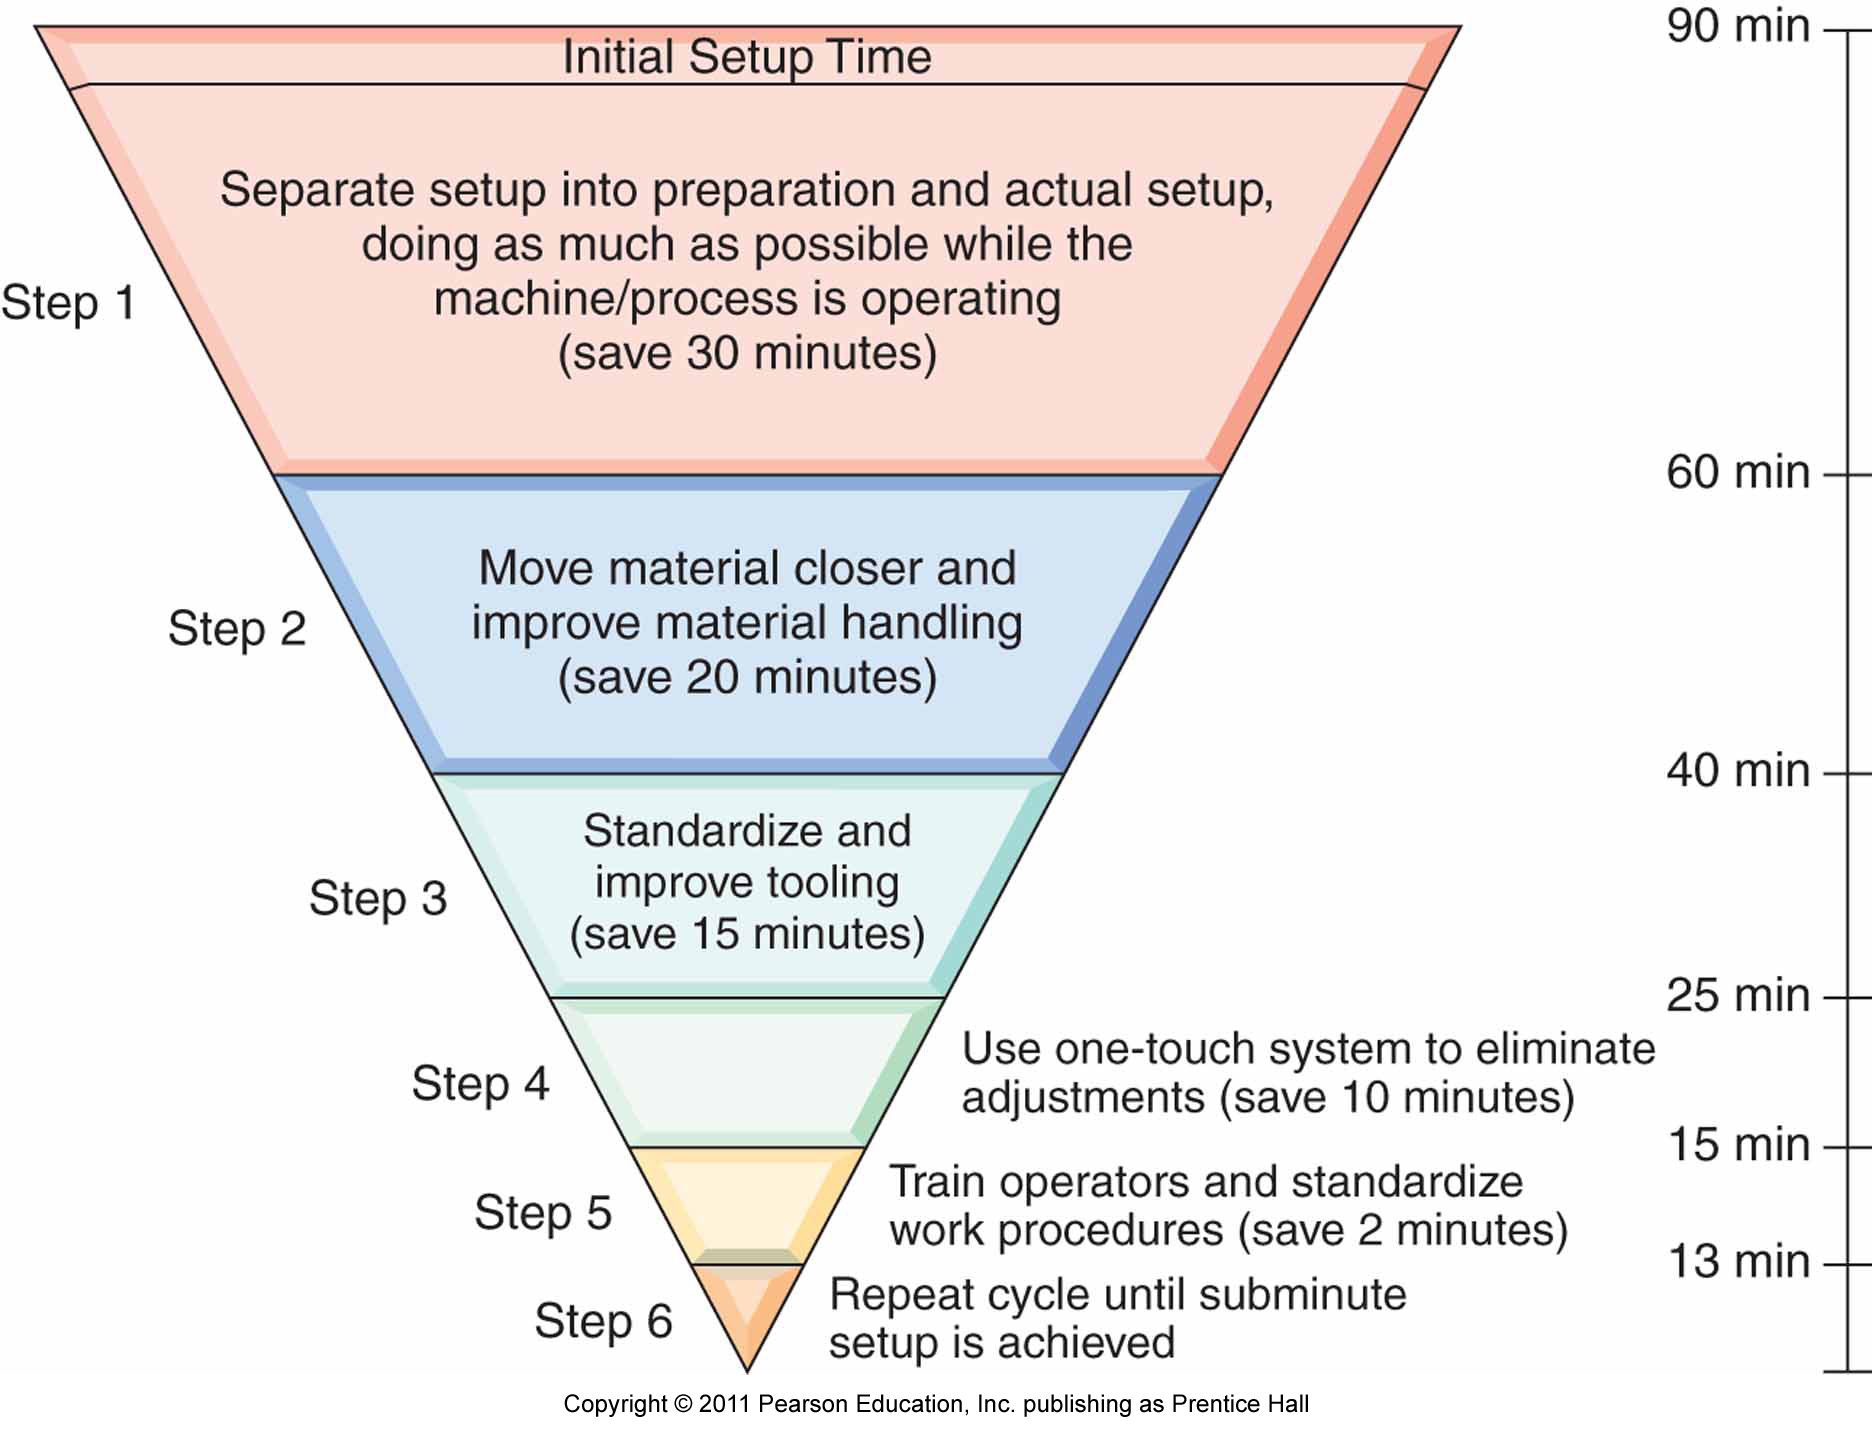 Initial Setup Time
90 min
Separate setup into preparation and actual setup,
doing as much as possible while the
machine/process is operating
(save 30 minutes)
Step 1
60 min
Move material closer and
improve material handling
(save 20 minutes)
Step 2
40 min
Standardize and
improve tooling
(save 15 minutes)
Step 3
25 min
Step 4
Use one-touch system to eliminate
adjustments (save 10 minutes)
15 min
Step 5
Train operators and standardize
work procedures (save 2 minutes)
13 min
Step 6
Repeat cycle until subminute
setup is achieved
Copyright © 2011 Pearson Education, Inc. publishing as Prentice Hall